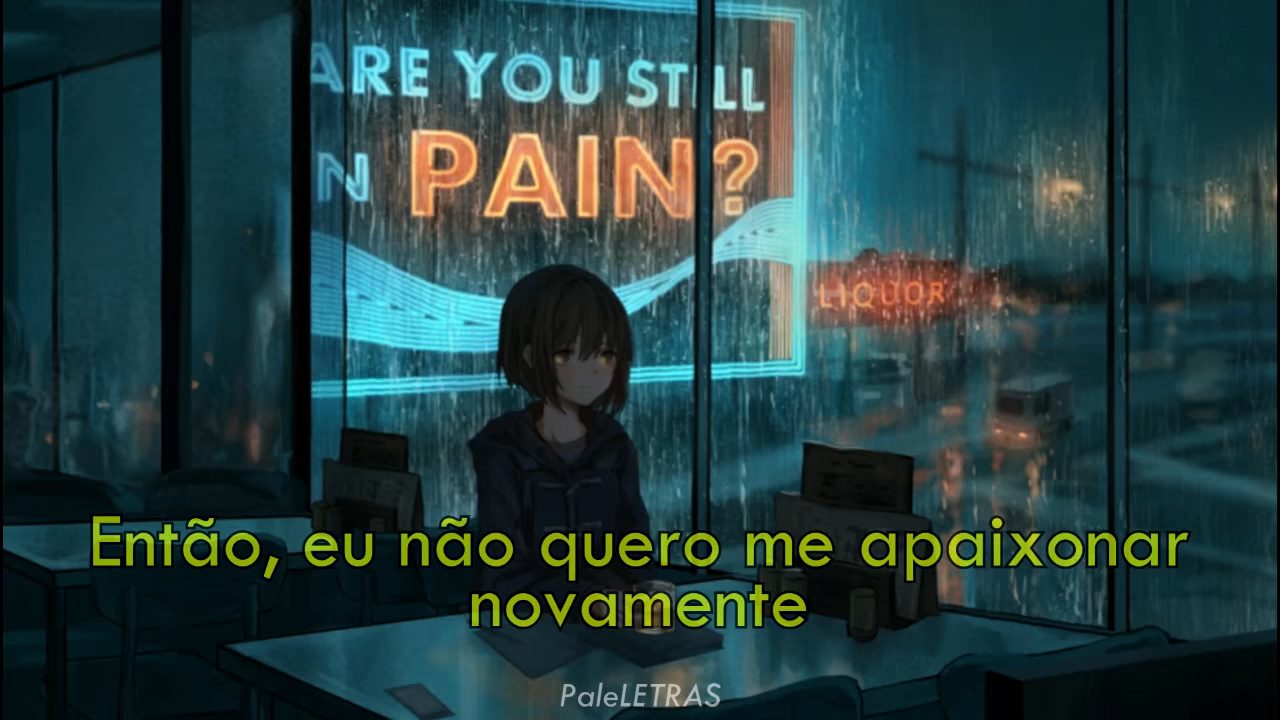 ARE YOU STILL
N PAIN?
LIQUOR
Então, eu não quero me apaixonar
novamente
PaleLETRAS